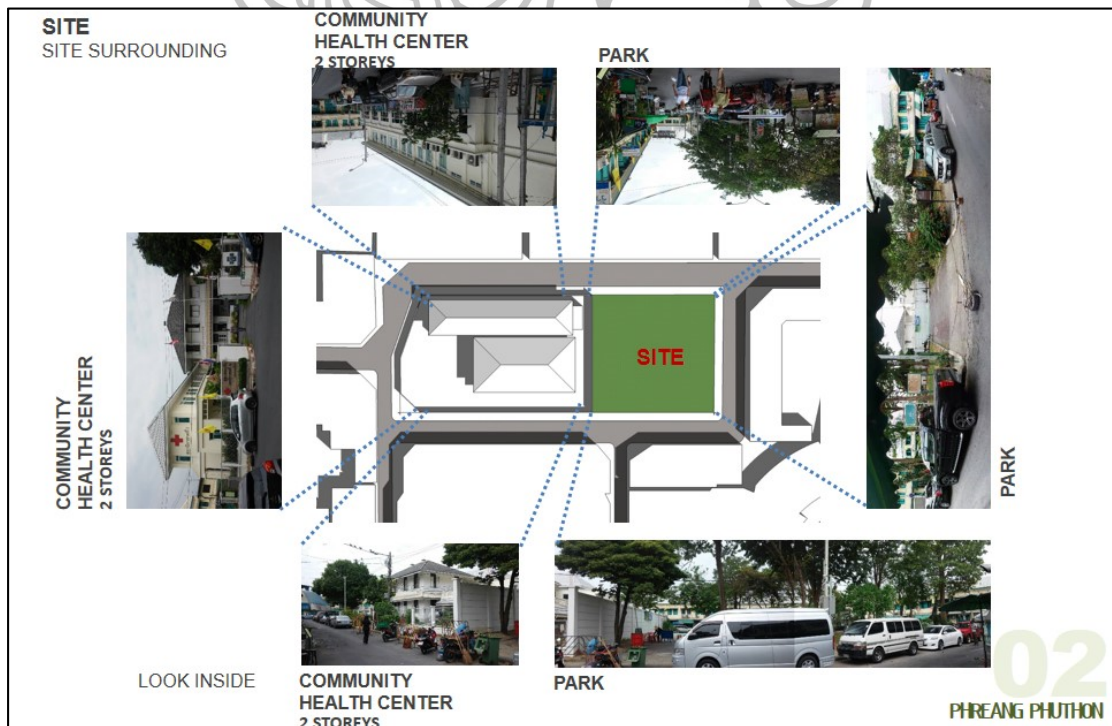 SITE
SITE SURROUNDING
COMMUNITY
HEALTH CENTER
2 STOREYS
PARK
COMMUNITY
HEALTH CENTER
2 STOREYS
SITE
PARK
LOOK INSIDE
COMMUNITY
HEALTH CENTER
2 STOREYS
PARK
02
PHREANG PHUTHON